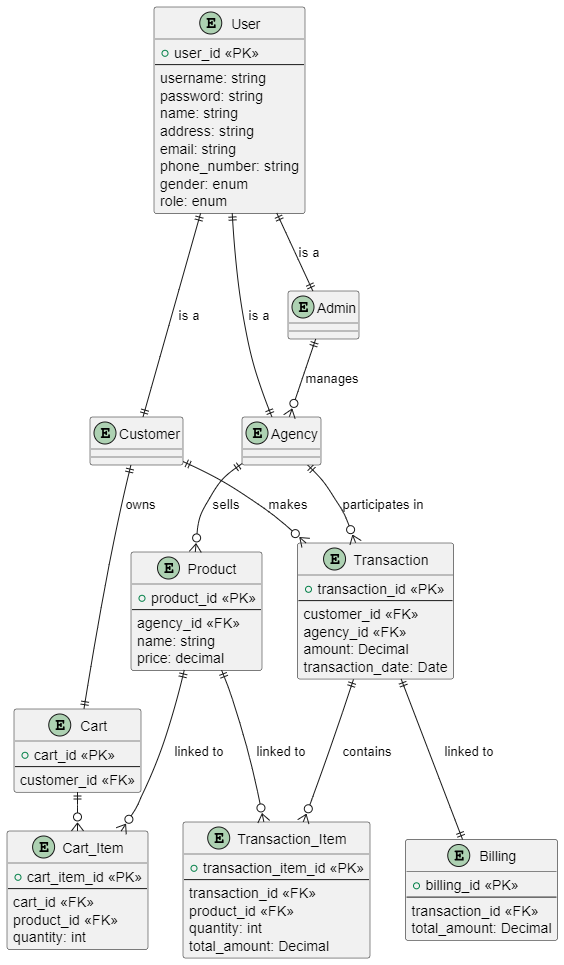 E User
user_id «PK»
username: string
password: string
name: string
address: string
email: string
phone_number: string
gender: enum
role: enum
is a
is a
is a
E Admin
manages
E Customer
E Agency
owns
sells
makes
participates in
E Product
product_id «PK»
agency_id «FK»
name: string
price: decimal
E Transaction
transaction_id «PK»
customer_id «FK»
agency_id «FK»
amount: Decimal
transaction_date: Date
E Cart
cart_id «PK»
customer_id «FK»
linked to
linked to
contains
linked to
E Cart_Item
cart_item_id «PK»
cart_id «FK»
product_id «FK»
quantity: int
E Transaction_Item
transaction_item_id «PK»
transaction_id «FK»
product_id «FK»
quantity: int
total_amount: Decimal
E Billing
billing_id «PK»
transaction_id «FK»
total_amount: Decimal